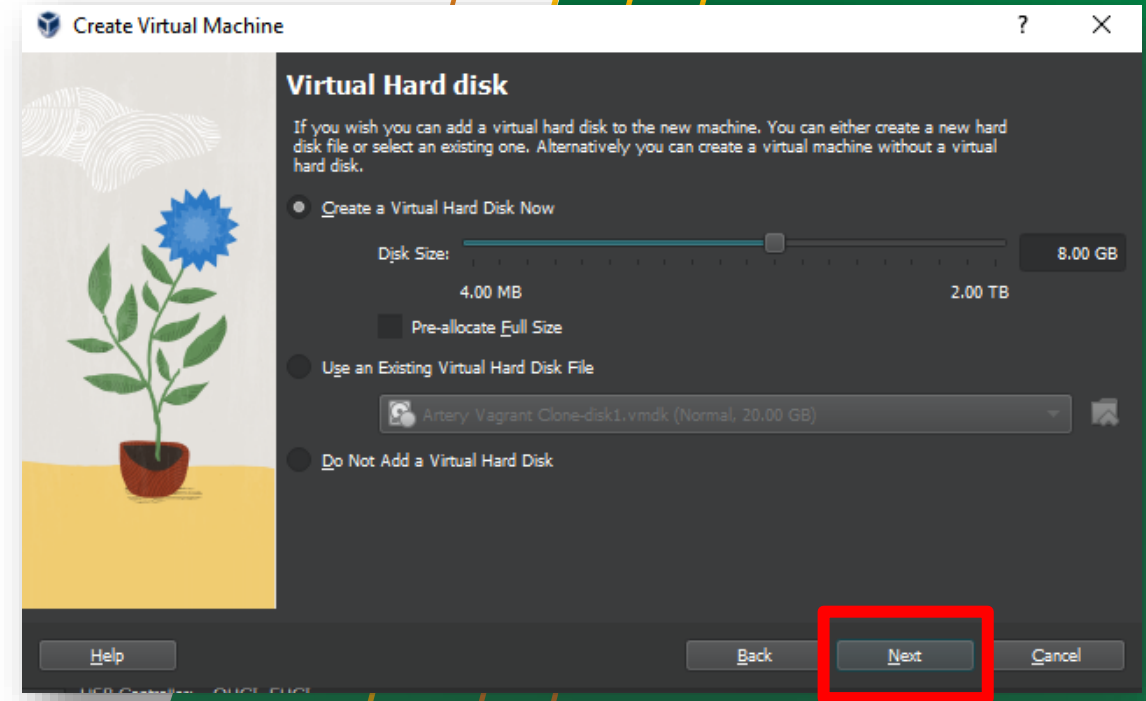 Create Virtual Machine
?
Virtual Hard disk
If you wish you can add a virtual hard disk to the new machine. You can either create a new hard
disk file or select an existing one. Alternatively you can create a virtual machine without a virtual
hard disk.
Create a Virtual Hard Disk Now
Disk Size:
8.00 GB
4.00 MB 2.00 TB
Pre-allocate Full Size
Use an Existing Virtual Hard Disk File
Artery Vagrant Clone-disk1.vmdk (Normal, 20.00 GB)
Do Not Add a Virtual Hard Disk
Help Back Next Cancel